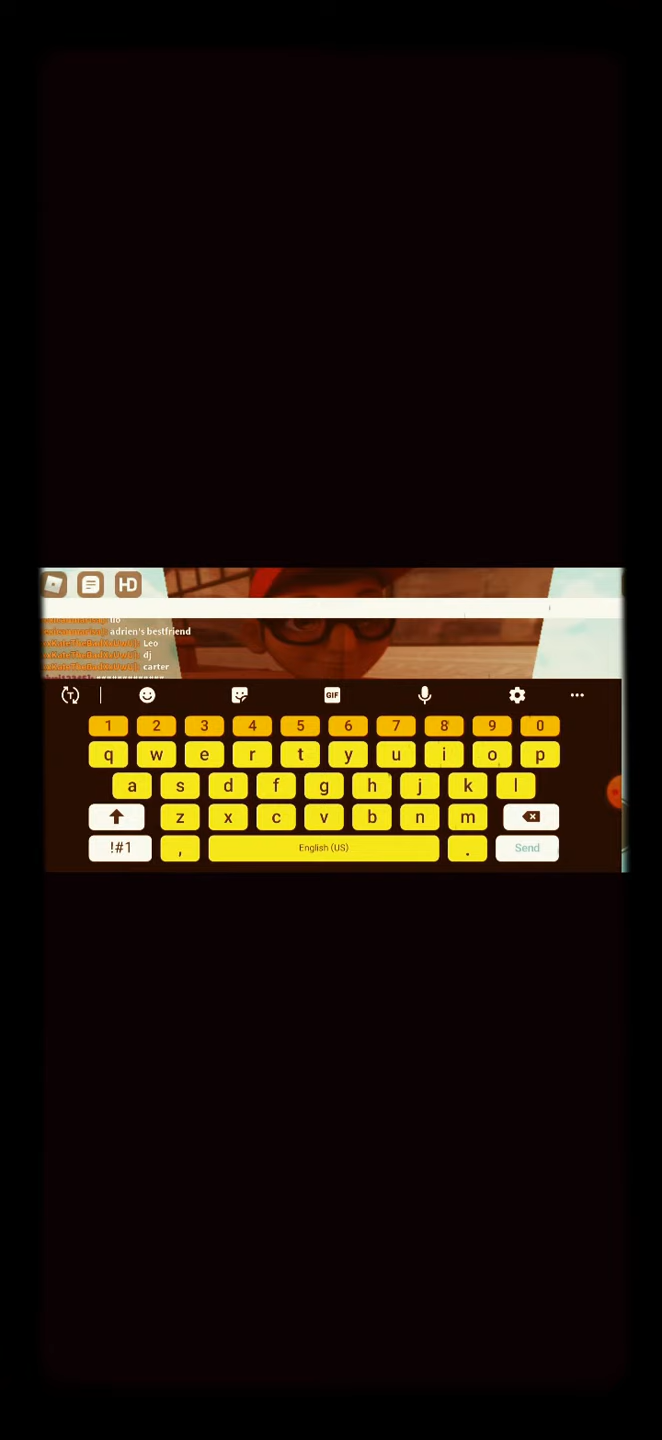 HD
adrien's bestfriend
Leo
dj
carter
GIF
1 2 3 4 5 6 7 8 9 0
q w e r t y u i o p
a s d f g h j k l
z x c v b n m
!#1 , English (US) . Send